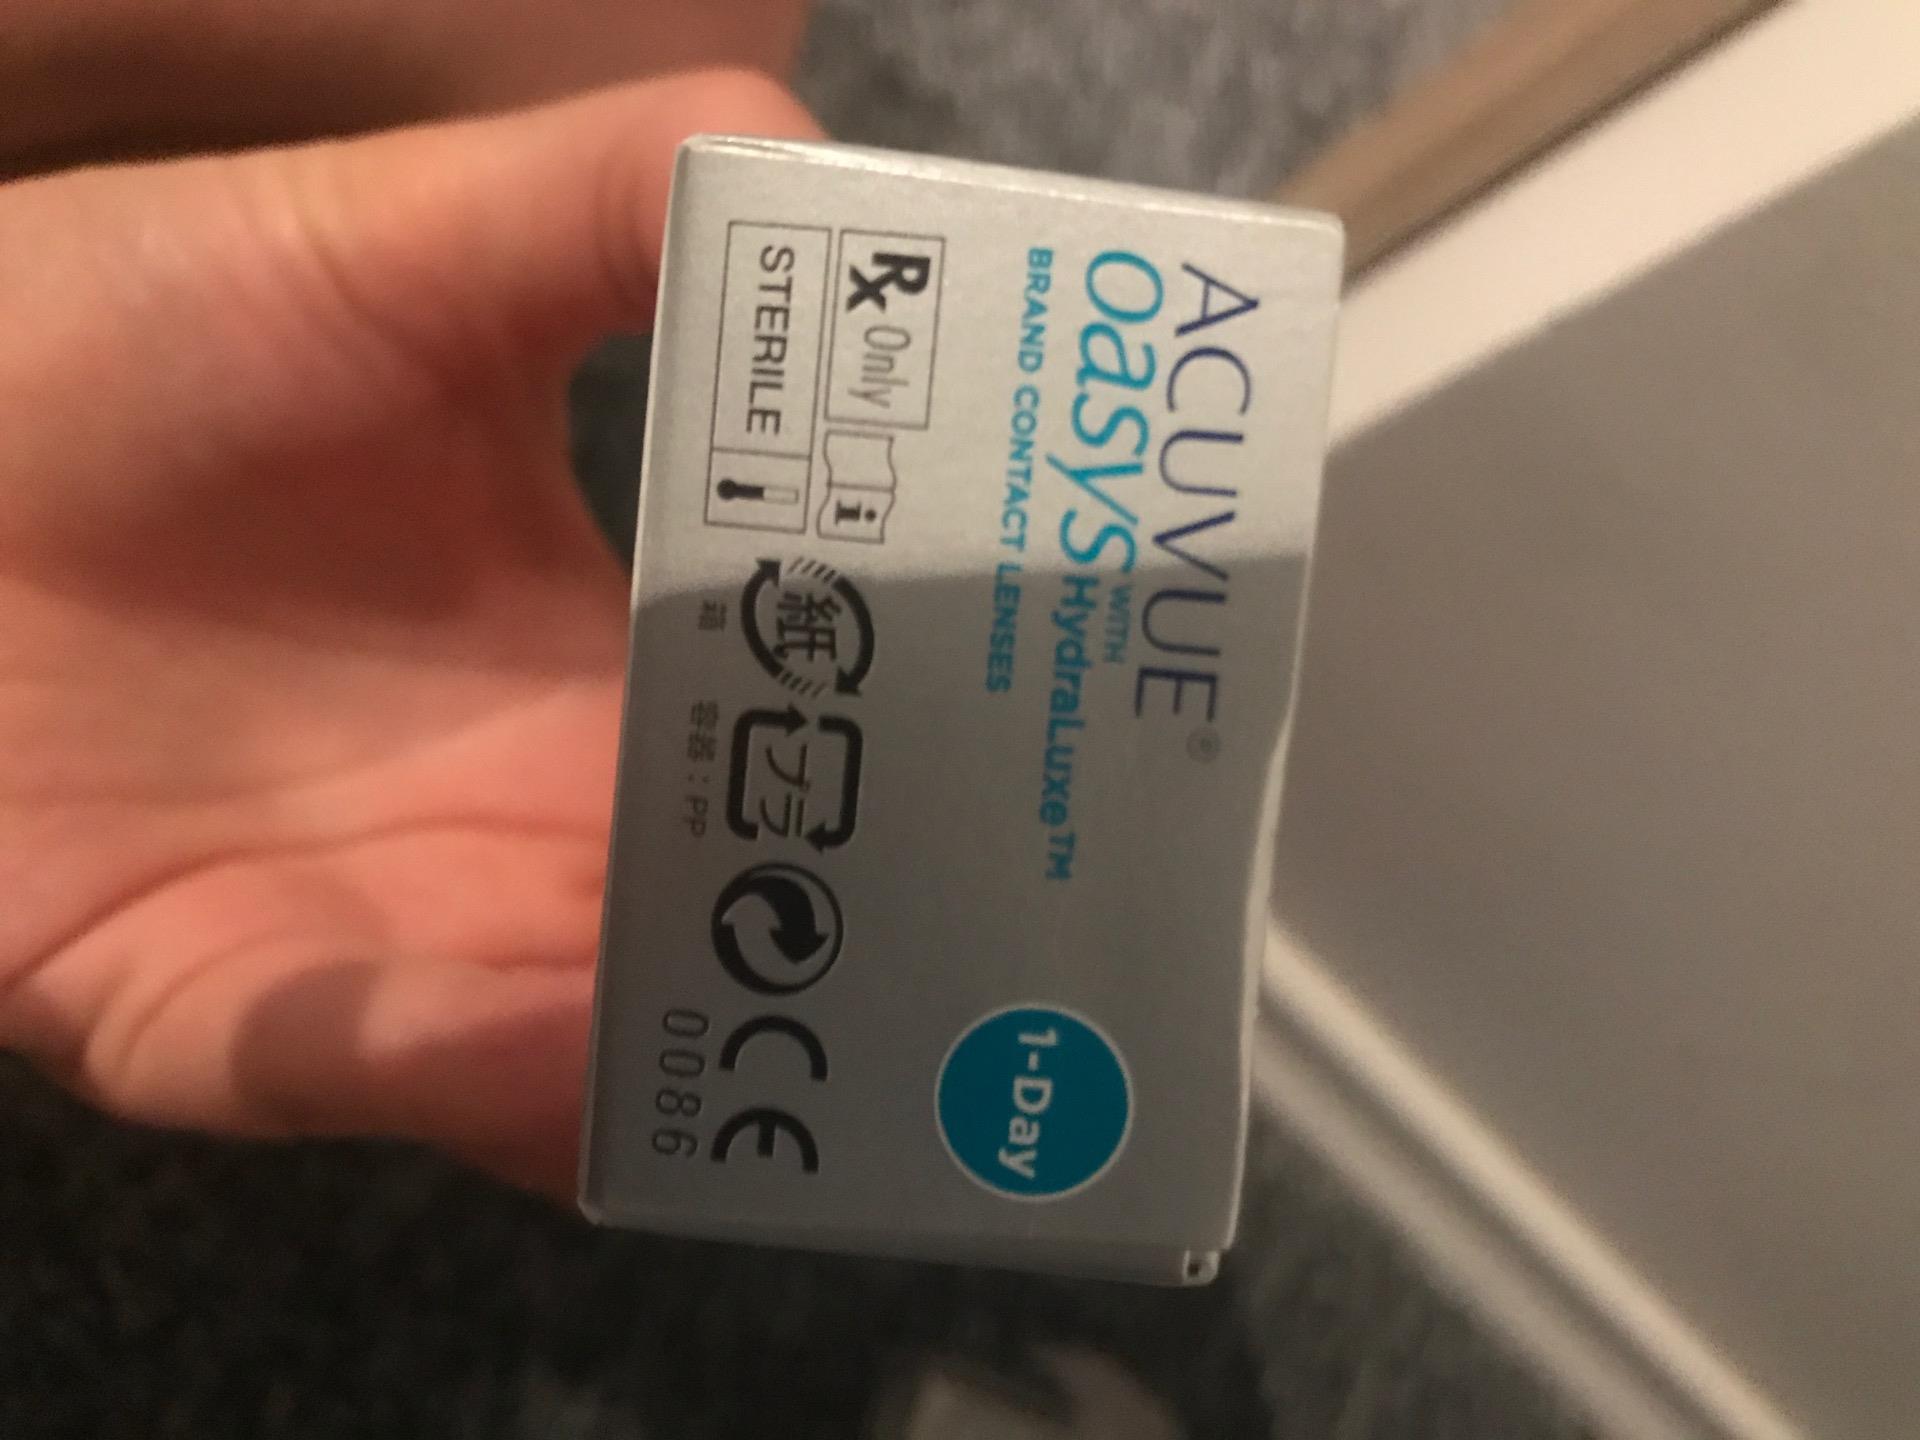 ACUVUE®
Oasys WITH HydraLuxe™
BRAND CONTACT LENSES
1-Day
Rx Only
i
STERILE
紙
箱
プラ
容器:PP
CE
0086